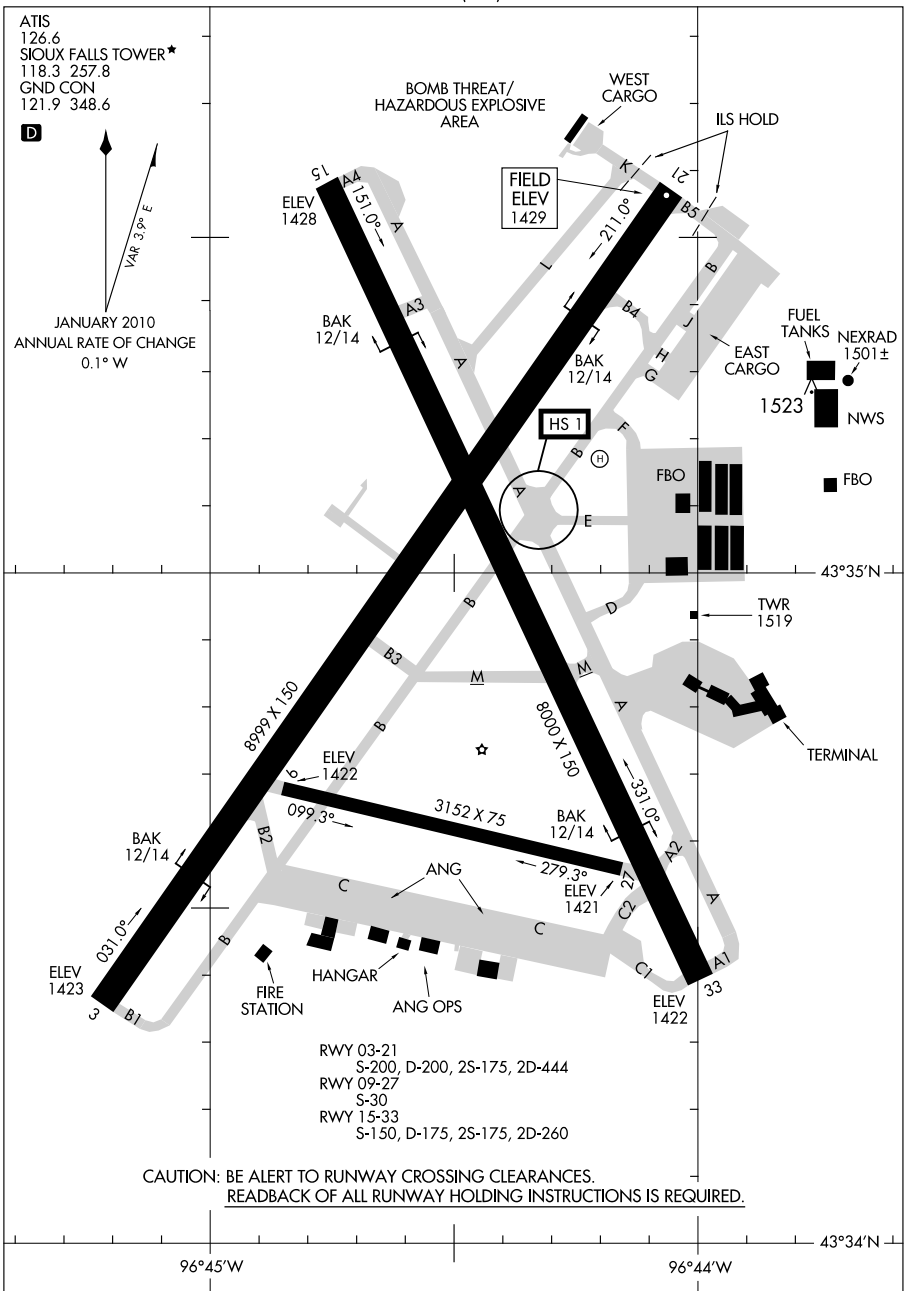 ATIS
126.6
SIOUX FALLS TOWER★
118.3 257.8
GND CON
121.9 348.6
D
VAR 3.9° E
JANUARY 2010
ANNUAL RATE OF CHANGE
0.1° W
BOMB THREAT/
HAZARDOUS EXPLOSIVE
AREA
WEST
CARGO
ILS HOLD
FIELD
ELEV
1429
15
A4
ELEV
1428
151.0°
A
K
21
B5
211.0°
L
B
A3
BAK
12/14
A
B4
J
BAK
12/14
H
G
EAST
CARGO
FUEL
TANKS
NEXRAD
1501±
1523
NWS
HS 1
F
B
H
FBO
FBO
A
E
43°35'N
B
D
TWR
1519
B3
M
M
A
TERMINAL
8999 X 150
8000 X 150
B
ELEV
1422
9
099.3°
3152 X 75
331.0°
BAK
12/14
BAK
12/14
B2
279.3°
27
ELEV
1421
A2
A
C
ANG
C
C2
031.0°
B
HANGAR
ANG OPS
FIRE
STATION
C1
A1
33
ELEV
1422
ELEV
1423
3
B1
RWY 03-21
S-200, D-200, 2S-175, 2D-444
RWY 09-27
S-30
RWY 15-33
S-150, D-175, 2S-175, 2D-260
CAUTION: BE ALERT TO RUNWAY CROSSING CLEARANCES.
READBACK OF ALL RUNWAY HOLDING INSTRUCTIONS IS REQUIRED.
43°34'N
96°45'W
96°44'W